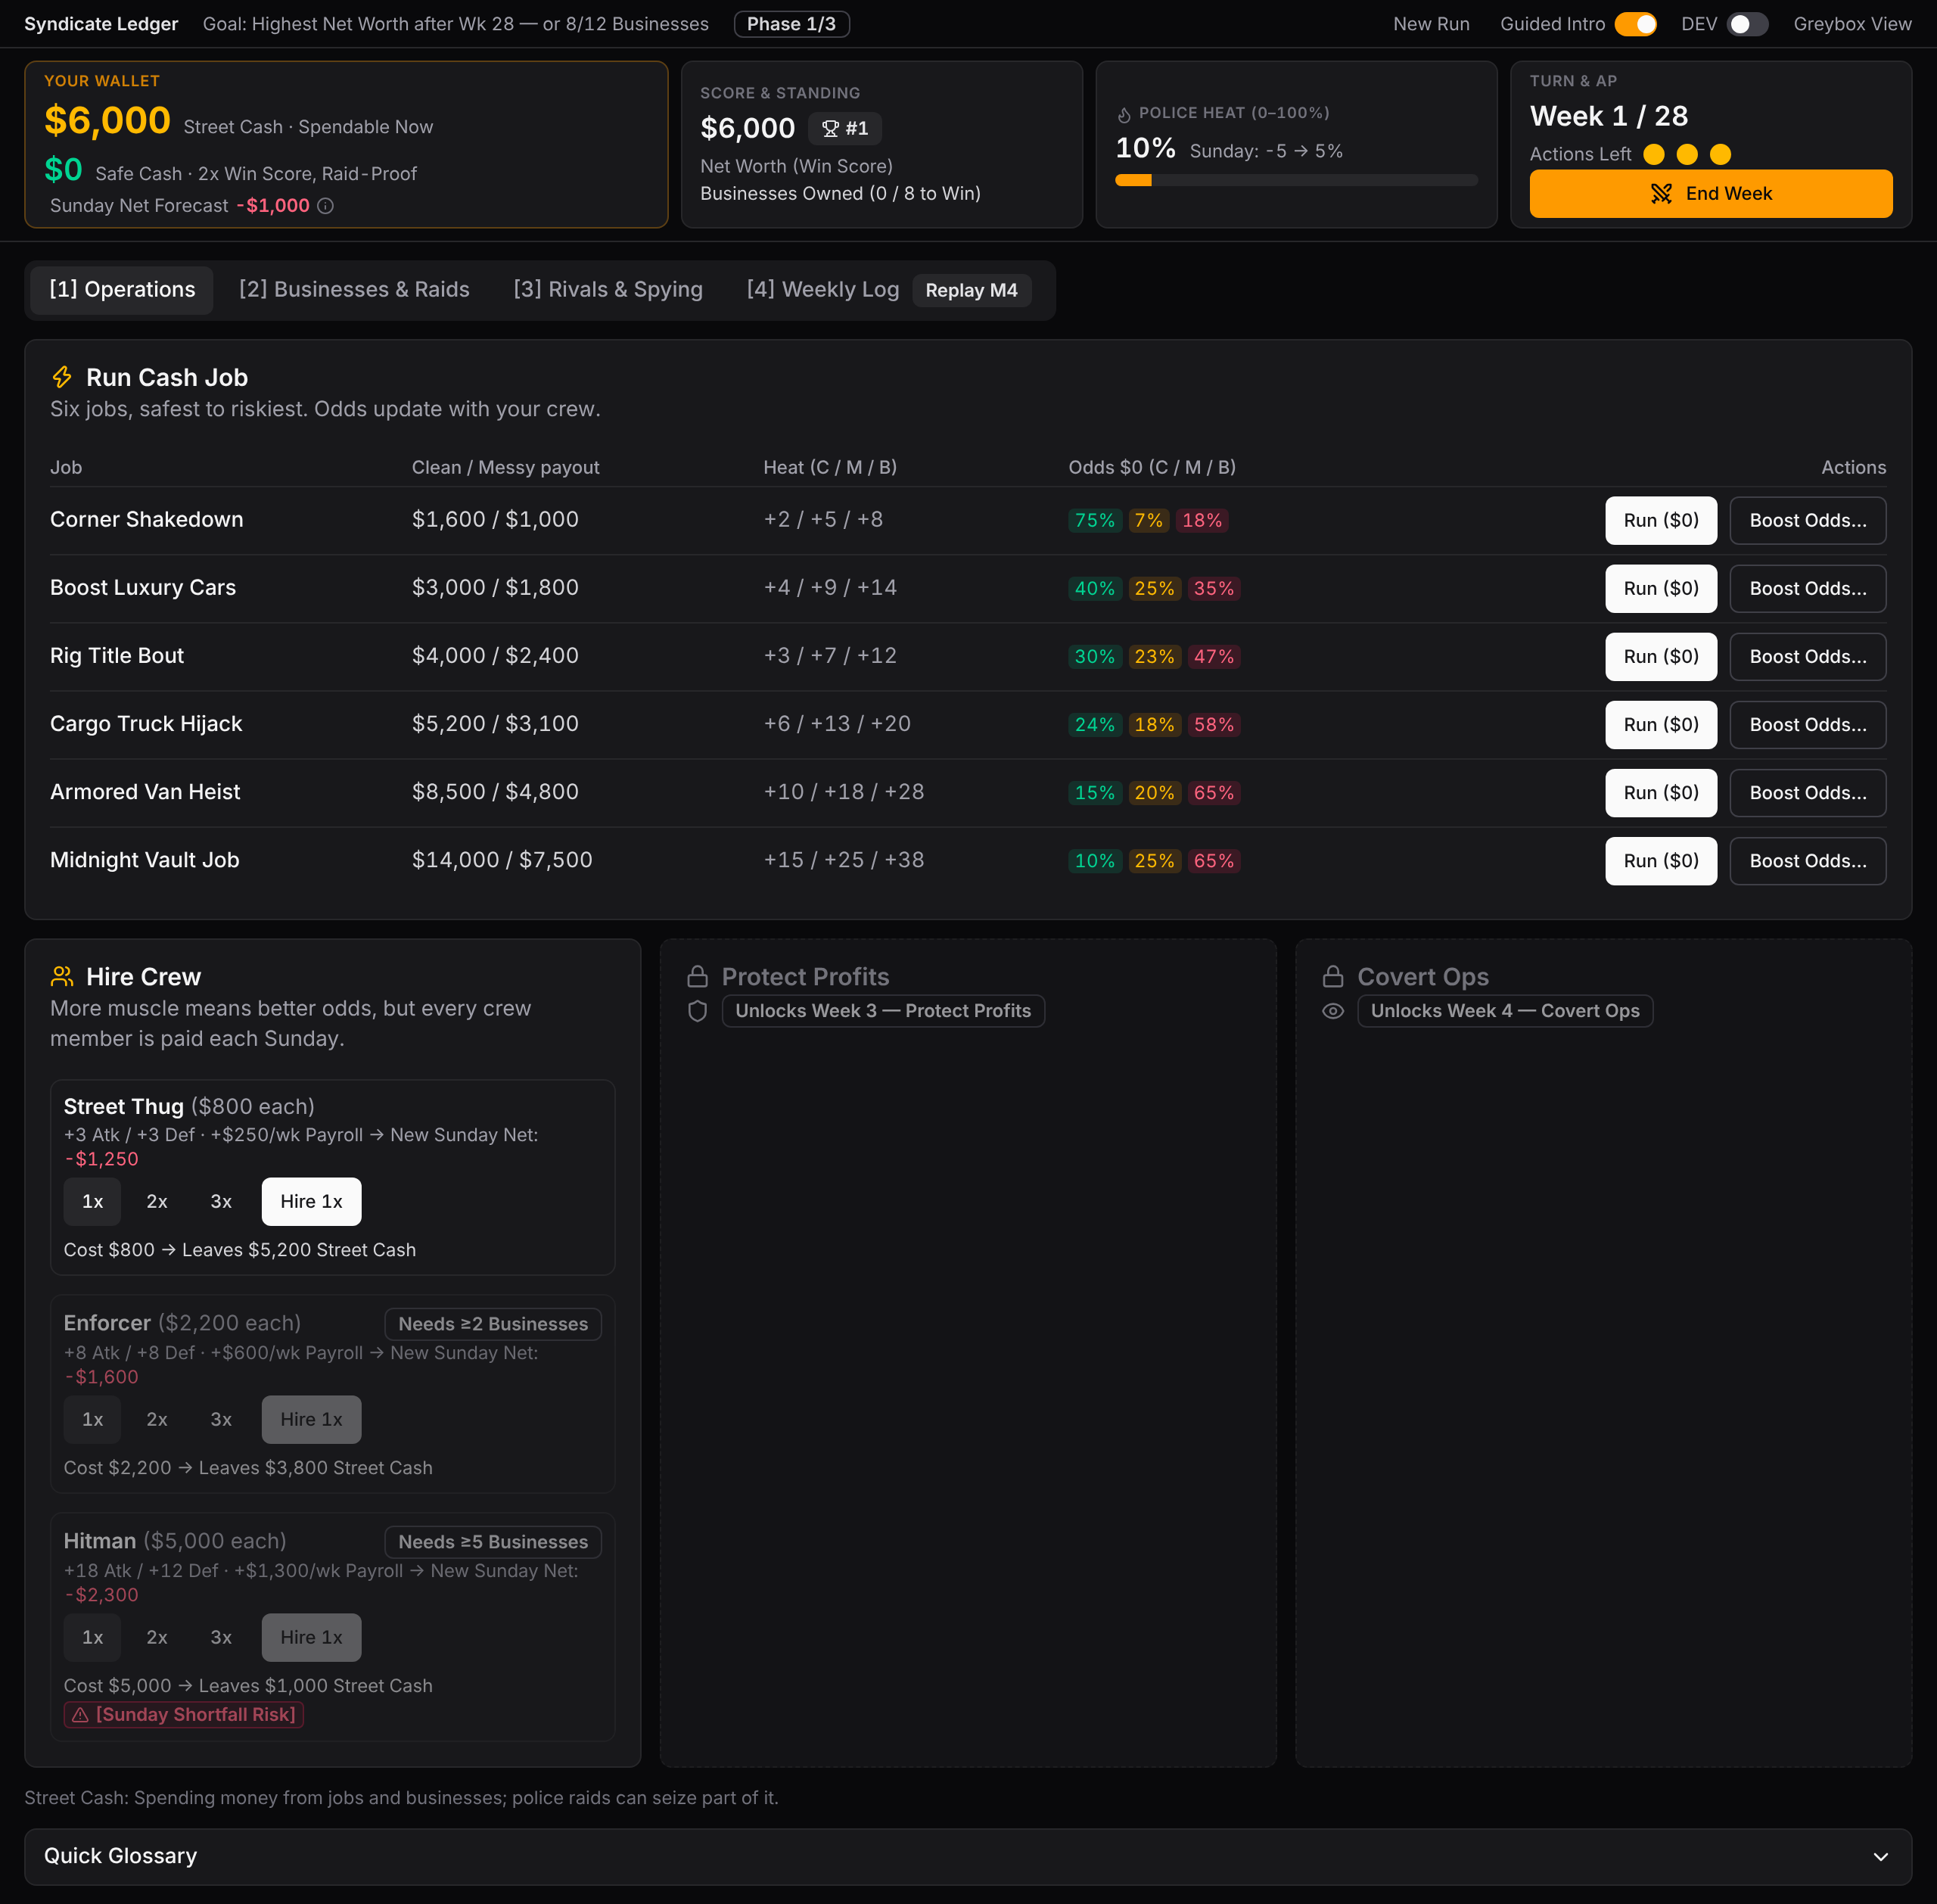 Syndicate Ledger Goal: Highest Net Worth after Wk 28 — or 8/12 Businesses Phase 1/3 New Run Guided Intro DEV Greybox View
YOUR WALLET
$6,000 Street Cash · Spendable Now
$0 Safe Cash · 2x Win Score, Raid-Proof
Sunday Net Forecast -$1,000
SCORE & STANDING
$6,000 #1
Net Worth (Win Score)
Businesses Owned (0 / 8 to Win)
POLICE HEAT (0–100%)
10% Sunday: -5 → 5%
TURN & AP
Week 1 / 28
Actions Left
End Week
[1] Operations [2] Businesses & Raids [3] Rivals & Spying [4] Weekly Log Replay M4
Run Cash Job
Six jobs, safest to riskiest. Odds update with your crew.
Job Clean / Messy payout Heat (C / M / B) Odds $0 (C / M / B) Actions
Corner Shakedown $1,600 / $1,000 +2 / +5 / +8 75% 7% 18% Run ($0) Boost Odds...
Boost Luxury Cars $3,000 / $1,800 +4 / +9 / +14 40% 25% 35% Run ($0) Boost Odds...
Rig Title Bout $4,000 / $2,400 +3 / +7 / +12 30% 23% 47% Run ($0) Boost Odds...
Cargo Truck Hijack $5,200 / $3,100 +6 / +13 / +20 24% 18% 58% Run ($0) Boost Odds...
Armored Van Heist $8,500 / $4,800 +10 / +18 / +28 15% 20% 65% Run ($0) Boost Odds...
Midnight Vault Job $14,000 / $7,500 +15 / +25 / +38 10% 25% 65% Run ($0) Boost Odds...
Hire Crew
More muscle means better odds, but every crew
member is paid each Sunday.
Street Thug ($800 each)
+3 Atk / +3 Def · +$250/wk Payroll → New Sunday Net:
-$1,250
1x 2x 3x Hire 1x
Cost $800 → Leaves $5,200 Street Cash
Enforcer ($2,200 each) Needs ≥2 Businesses
+8 Atk / +8 Def · +$600/wk Payroll → New Sunday Net:
-$1,600
1x 2x 3x Hire 1x
Cost $2,200 → Leaves $3,800 Street Cash
Hitman ($5,000 each) Needs ≥5 Businesses
+18 Atk / +12 Def · +$1,300/wk Payroll → New Sunday Net:
-$2,300
1x 2x 3x Hire 1x
Cost $5,000 → Leaves $1,000 Street Cash
[Sunday Shortfall Risk]
Protect Profits
Unlocks Week 3 — Protect Profits
Covert Ops
Unlocks Week 4 — Covert Ops
Street Cash: Spending money from jobs and businesses; police raids can seize part of it.
Quick Glossary